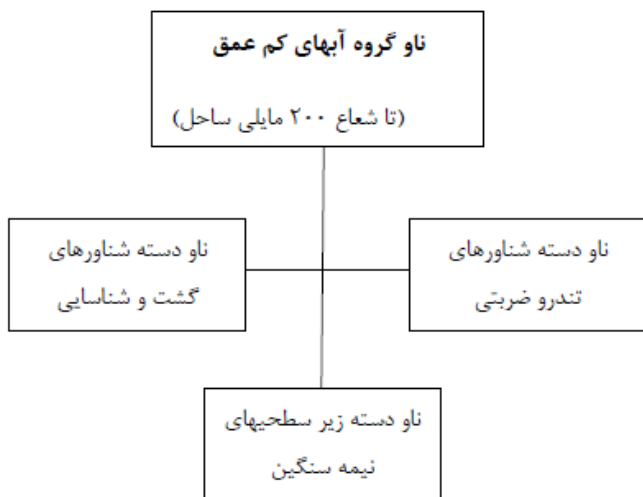 ناو گروه آبهای کم عمق
(تا شعاع ۲۰۰ مایلی ساحل)
ناو دسته شناورهای
تندرو ضربتی
ناو دسته شناورهای
گشت و شناسایی
ناو دسته زیر سطحیهای
نیمه سنگین